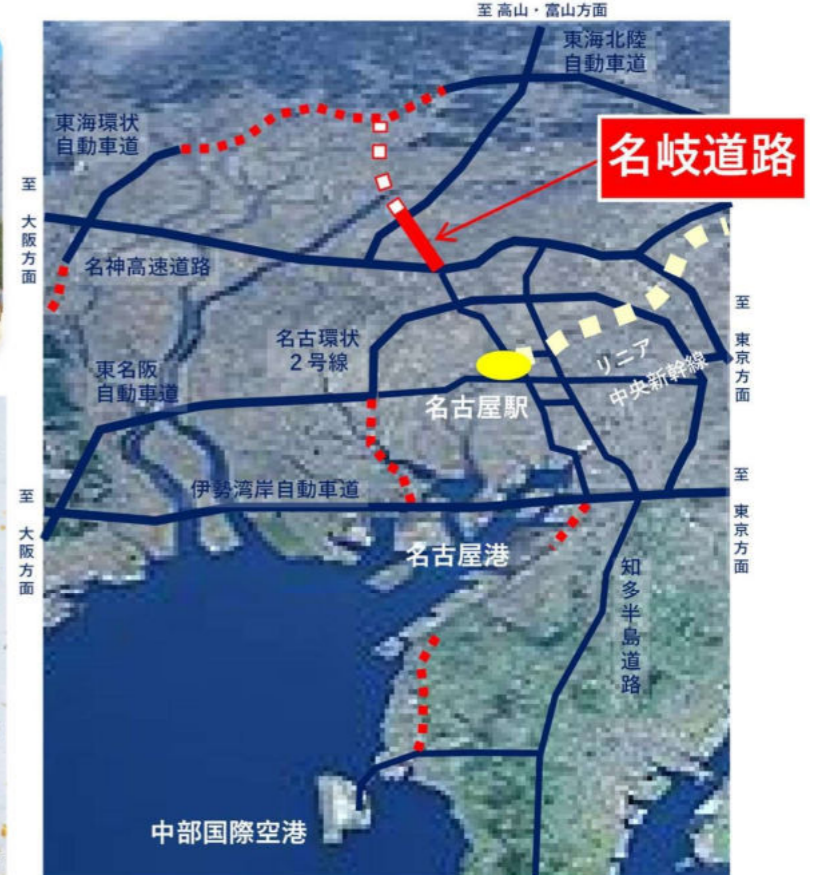 至 高山・富山方面
東海北陸
自動車道
東海環状
自動車道
名岐道路
至 大阪方面
名神高速道路
名古環状
2号線
至 東京方面
リニア
中央新幹線
東名阪
自動車道
名古屋駅
伊勢湾岸自動車道
至 大阪方面
至 東京方面
名古屋港
知多半島道路
中部国際空港